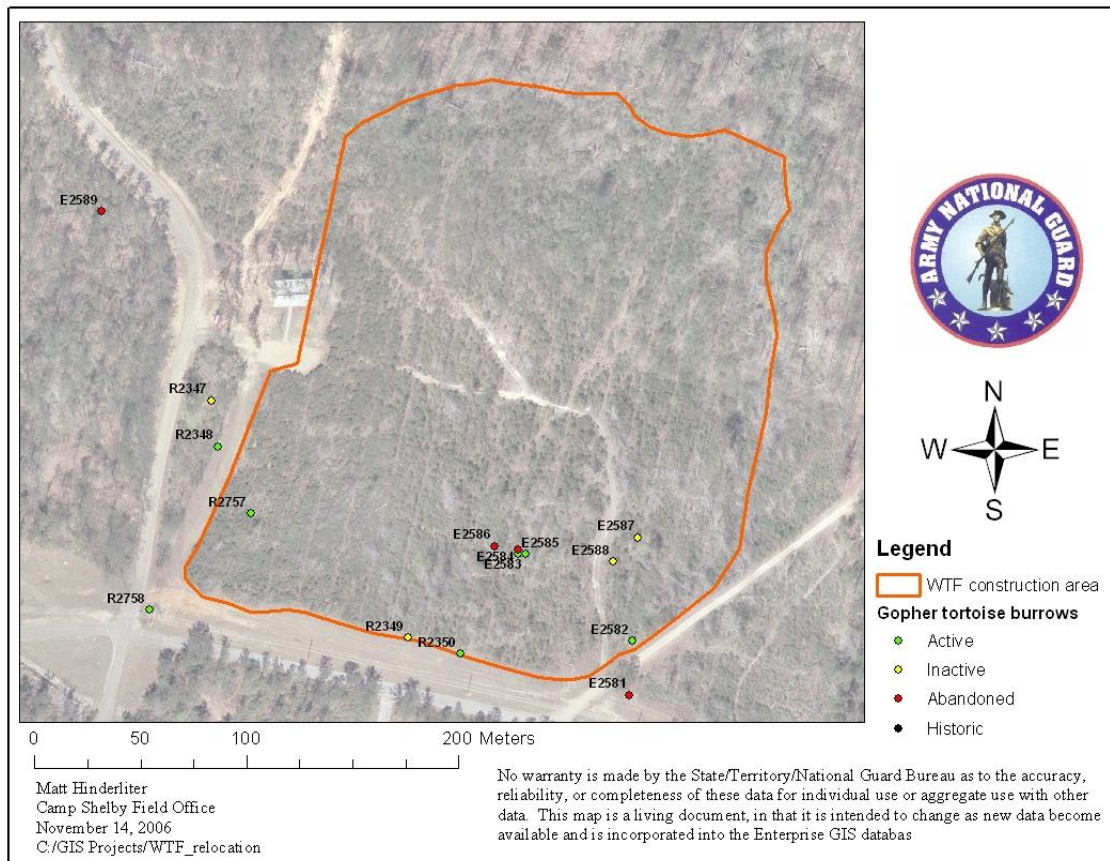 E2589
R2347
R2348
R2757
E2586
E2585
E2587
E2584
E2583
E2588
R2758
R2349
R2350
E2582
E2581
ARMY NATIONAL GUARD
N
W E
S
Legend
WTF construction area
Gopher tortoise burrows
Active
Inactive
Abandoned
Historic
0 50 100 200 Meters
Matt Hinderliter
Camp Shelby Field Office
November 14, 2006
C:/GIS Projects/WTF_relocation
No warranty is made by the State/Territory/National Guard Bureau as to the accuracy,
reliability, or completeness of these data for individual use or aggregate use with other
data. This map is a living document, in that it is intended to change as new data become
available and is incorporated into the Enterprise GIS databas